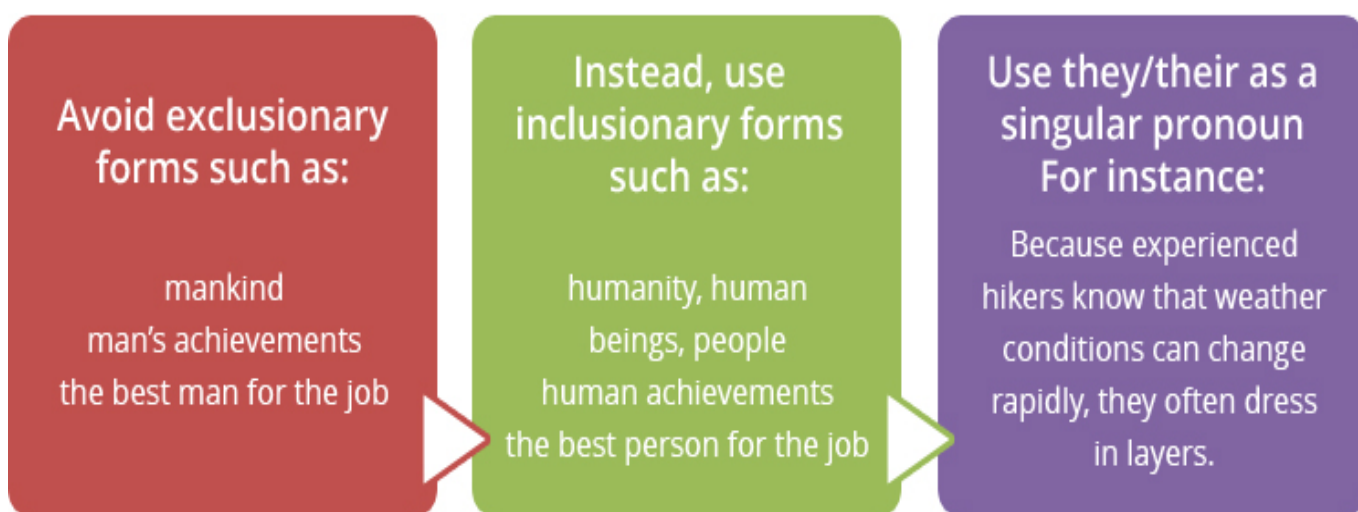 Avoid exclusionary
forms such as:
mankind
man's achievements
the best man for the job
Instead, use
inclusionary forms
such as:
humanity, human
beings, people
human achievements
the best person for the job
Use they/their as a
singular pronoun
For instance:
Because experienced
hikers know that weather
conditions can change
rapidly, they often dress
in layers.